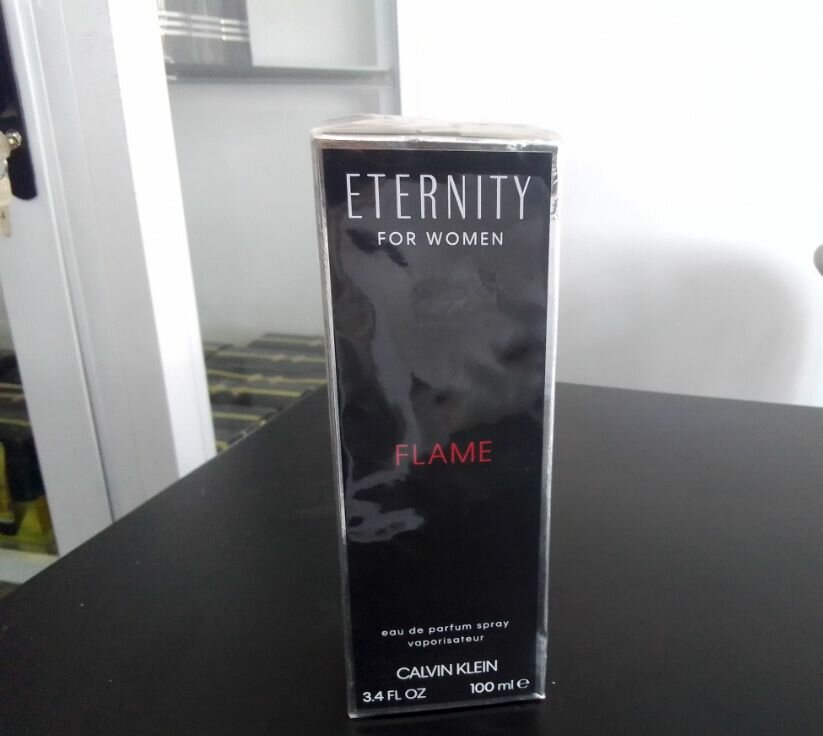 ETERNITY
FOR WOMEN
FLAME
eau de parfum spray
vaporisateur
CALVIN KLEIN
3.4 FL OZ 100 ml ℮